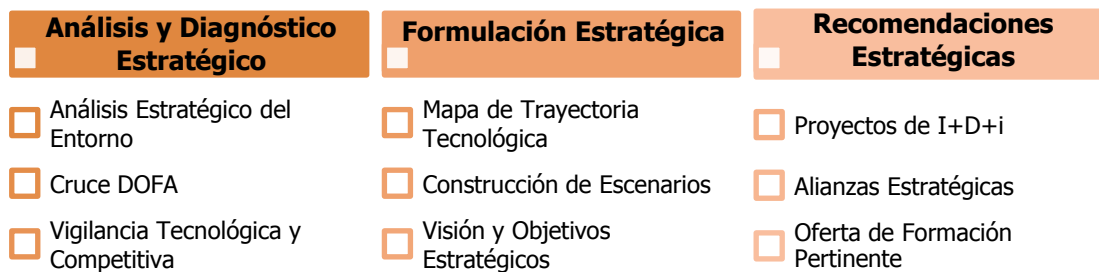 Análisis y Diagnóstico
Estratégico
Análisis Estratégico del
Entorno
Cruce DOFA
Vigilancia Tecnológica y
Competitiva
Formulación Estratégica
Mapa de Trayectoria
Tecnológica
Construcción de Escenarios
Visión y Objetivos
Estratégicos
Recomendaciones
Estratégicas
Proyectos de I+D+i
Alianzas Estratégicas
Oferta de Formación
Pertinente